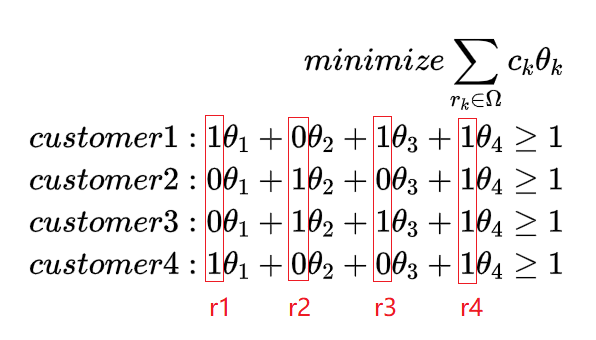 minimize ∑ c_kθ_k
r_k∈Ω
customer1 : 1θ_1 + 0θ_2 + 1θ_3 + 1θ_4 ≥ 1
customer2 : 0θ_1 + 1θ_2 + 0θ_3 + 1θ_4 ≥ 1
customer3 : 0θ_1 + 1θ_2 + 1θ_3 + 1θ_4 ≥ 1
customer4 : 1θ_1 + 0θ_2 + 0θ_3 + 1θ_4 ≥ 1
r1 r2 r3 r4